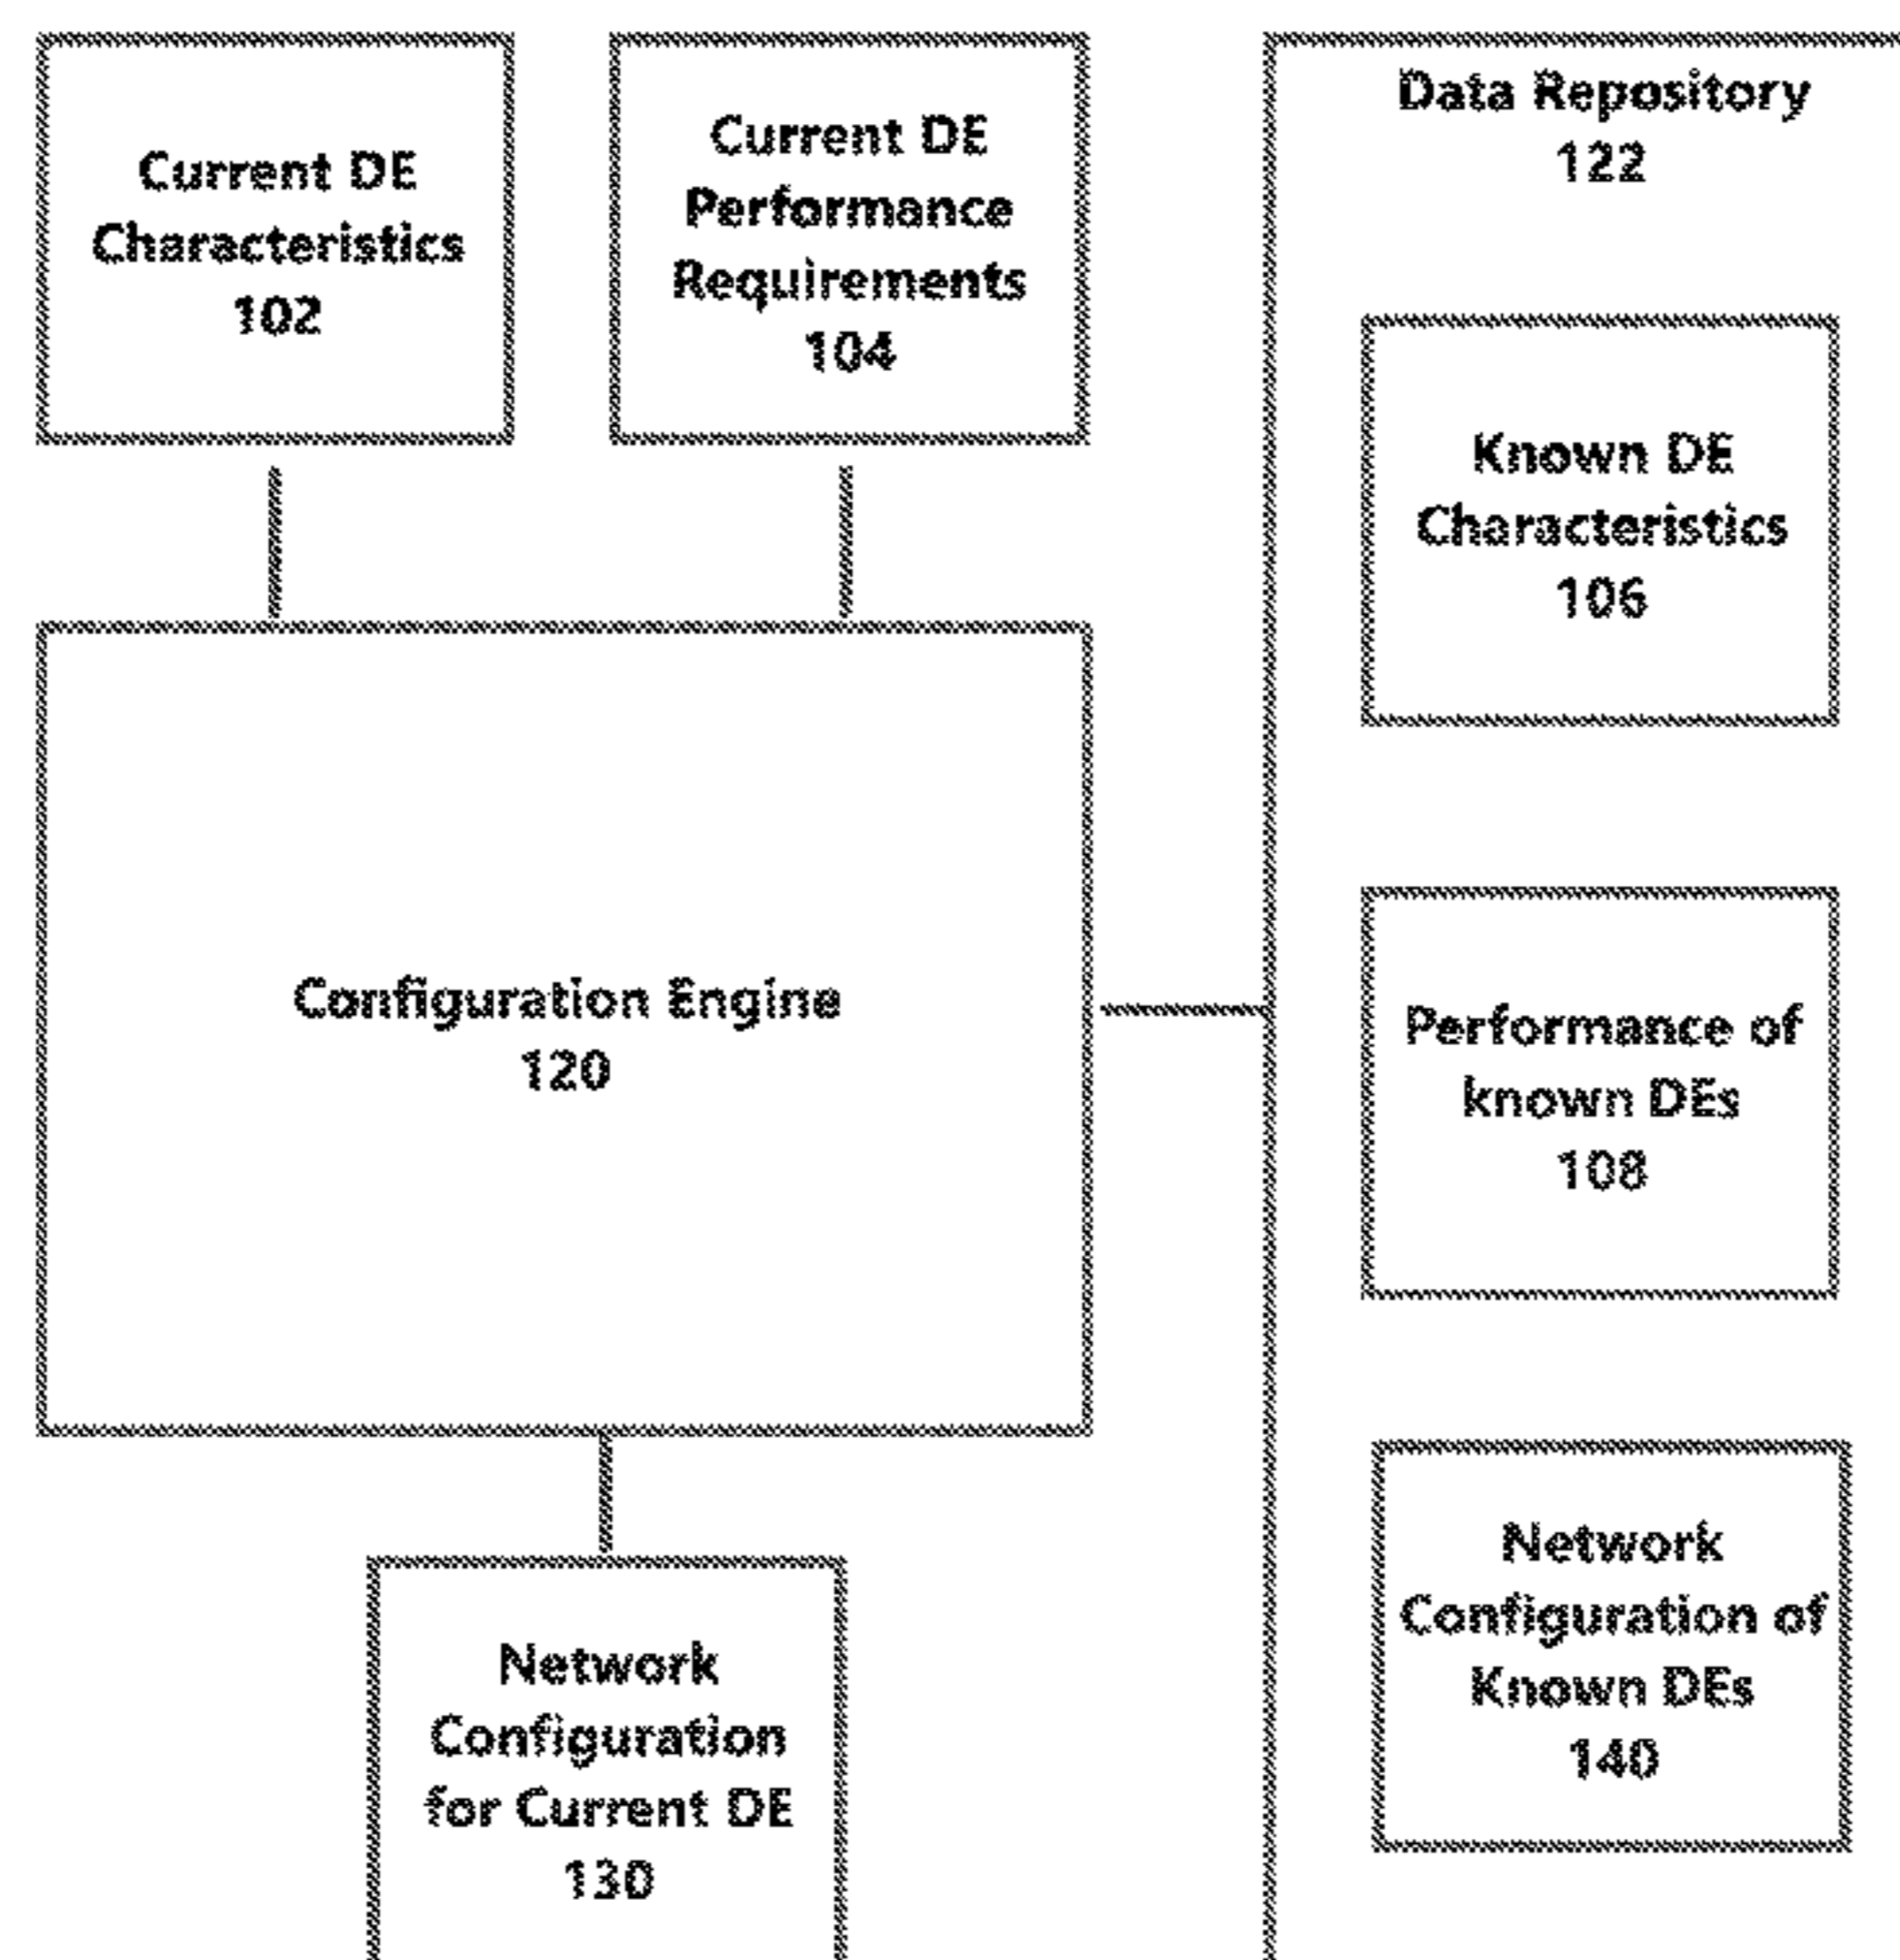 Current DE
Characteristics
102
Current DE
Performance
Requirements
104
Data Repository
122
Known DE
Characteristics
106
Configuration Engine
120
Performance of
known DEs
108
Network
Configuration of
Known DEs
140
Network
Configuration
for Current DE
130